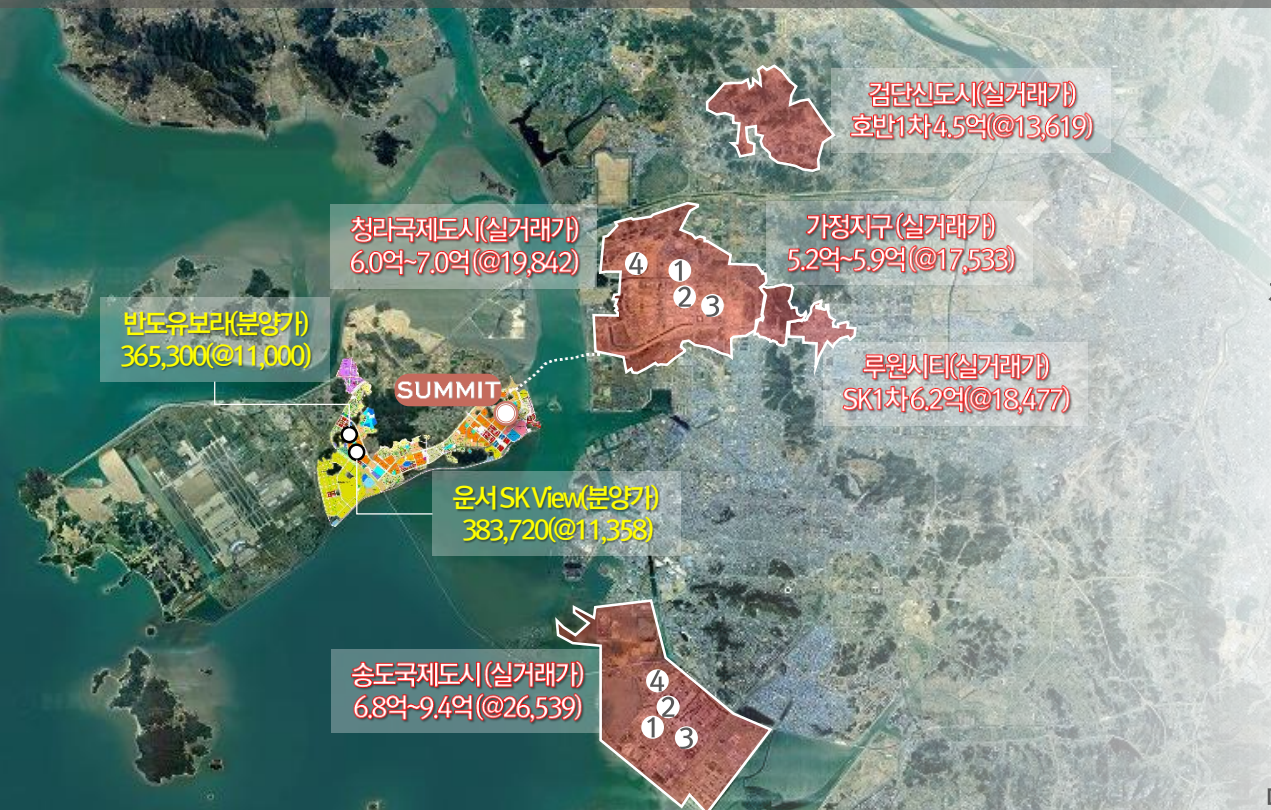 검단신도시(실거래가)
호반1차 4.5억(@13,619)
청라국제도시(실거래가)
6.0억~7.0억(@19,842)
가정지구(실거래가)
5.2억~5.9억(@17,533)
4
1
2
3
반도유보라(분양가)
365,300(@11,000)
SUMMIT
루원시티(실거래가)
SK1차6.2억(@18,477)
운서 SK View(분양가)
383,720(@11,358)
송도국제도시(실거래가)
6.8억~9.4억(@26,539)
4
2
1
3